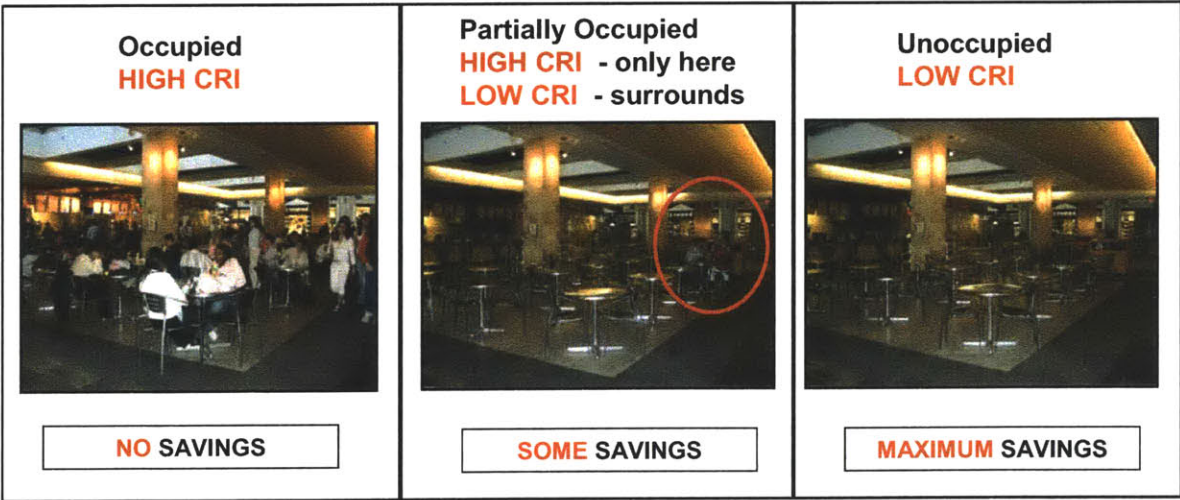 Occupied
HIGH CRI
NO SAVINGS
Partially Occupied
HIGH CRI - only here
LOW CRI - surrounds
SOME SAVINGS
Unoccupied
LOW CRI
MAXIMUM SAVINGS